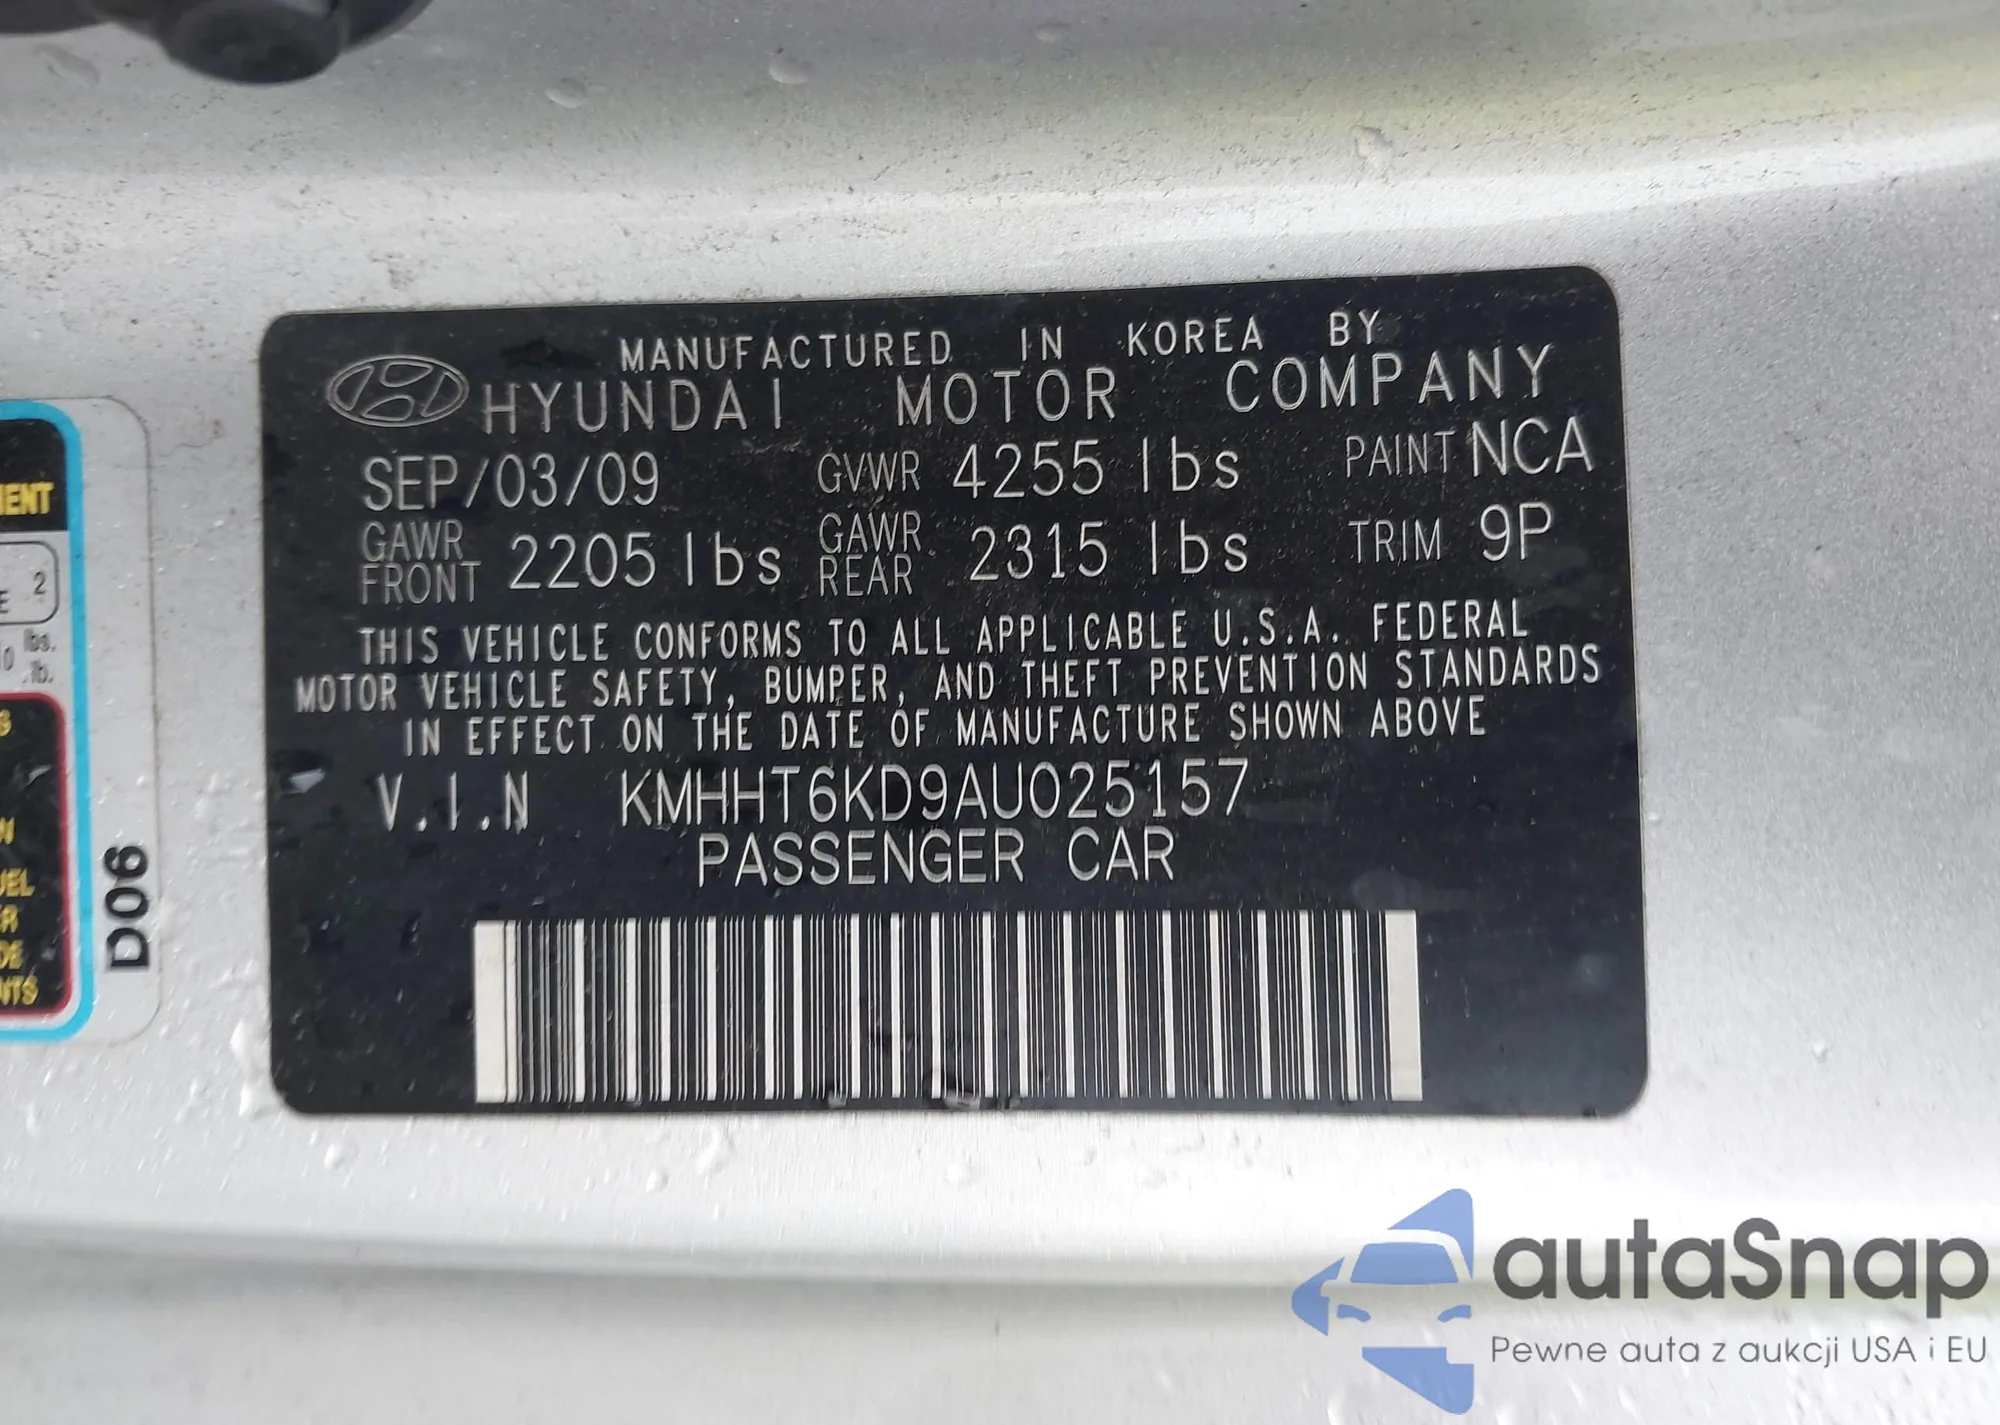 MANUFACTURED IN KOREA BY
HYUNDAI MOTOR COMPANY
SEP/03/09 GVWR 4255 lbs PAINT NCA
GAWR FRONT 2205 lbs GAWR REAR 2315 lbs TRIM 9P
THIS VEHICLE CONFORMS TO ALL APPLICABLE U.S.A. FEDERAL
MOTOR VEHICLE SAFETY, BUMPER, AND THEFT PREVENTION STANDARDS
IN EFFECT ON THE DATE OF MANUFACTURE SHOWN ABOVE
V.I.N KMHHT6KD9AU025157
PASSENGER CAR
2
lbs.
.lb.
D06
autaSnap
Pewne auta z aukcji USA i EU